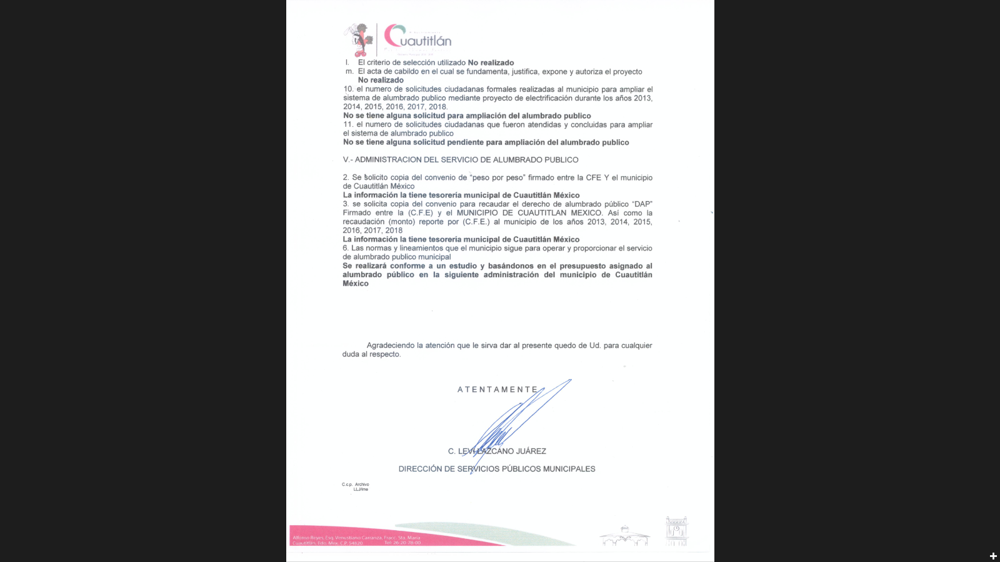 Cuautitlán
l. El criterio de selección utilizado No realizado
m. El acta de cabildo en el cual se fundamenta, justifica, expone y autoriza el proyecto
No realizado
10. el numero de solicitudes ciudadanas formales realizadas al municipio para ampliar el
sistema de alumbrado publico mediante proyecto de electrificación durante los años 2013,
2014, 2015, 2016, 2017, 2018.
No se tiene alguna solicitud para ampliación del alumbrado publico
11. el numero de solicitudes ciudadanas que fueron atendidas y concluidas para ampliar
el sistema de alumbrado publico
No se tiene alguna solicitud pendiente para ampliación del alumbrado publico
V.- ADMINISTRACION DEL SERVICIO DE ALUMBRADO PUBLICO
2. Se solicito copia del convenio de “peso por peso” firmado entre la CFE Y el municipio
de Cuautitlán México
La información la tiene tesorería municipal de Cuautitlán México
3. se solicita copia del convenio para recaudar el derecho de alumbrado público “DAP”
Firmado entre la (C.F.E) y el MUNICIPIO DE CUAUTITLAN MEXICO. Así como la
recaudación (monto) reporte por (C.F.E.) al municipio de los años 2013, 2014, 2015,
2016, 2017, 2018
La información la tiene tesorería municipal de Cuautitlán México
6. Las normas y lineamientos que el municipio sigue para operar y proporcionar el servicio
de alumbrado publico municipal
Se realizará conforme a un estudio y basándonos en el presupuesto asignado al
alumbrado público en la siguiente administración del municipio de Cuautitlán
México
Agradeciendo la atención que le sirva dar al presente quedo de Ud. para cualquier
duda al respecto.
A T E N T A M E N T E
C. LEVI LAZCANO JUÁREZ
DIRECCIÓN DE SERVICIOS PÚBLICOS MUNICIPALES
C.c.p. Archivo
LLJ/ime
Alfonso Reyes, Esq. Venustiano Carranza, Fracc. Sta. Maria
Cuautitlán, Edo. Méx. C.P. 54820 Tel: 26-20-78-00